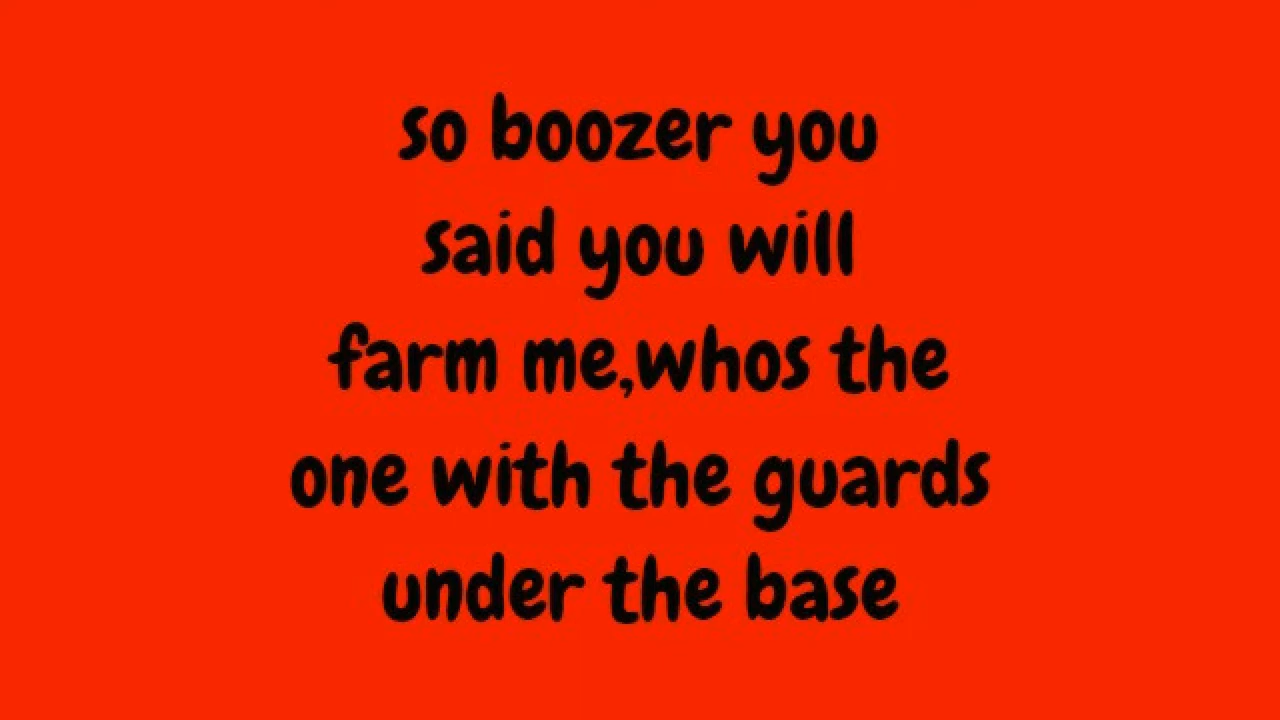 so boozer you
said you will
farm me,whos the
one with the guards
under the base